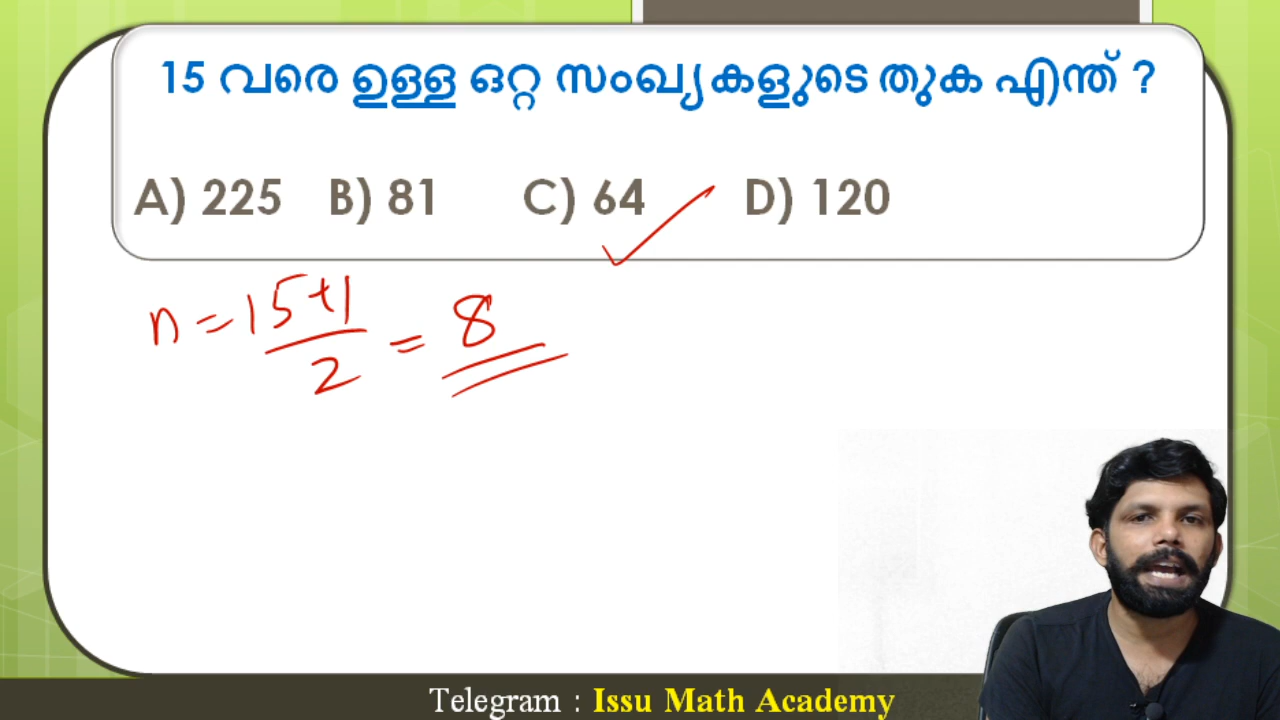 15 വരെ ഉള്ള ഒറ്റ സംഖ്യകളുടെ തുക എന്ത് ?
A) 225 B) 81 C) 64 D) 120
n = 15+1/2 = 8
Telegram : Issu Math Academy